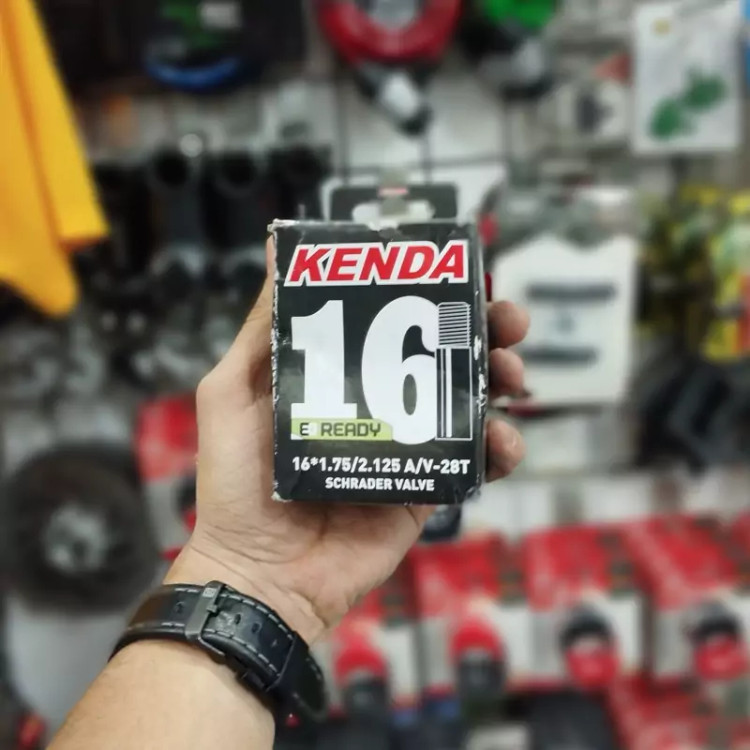 KENDA
16
READY
16*1.75/2.125 A/V-28T
SCHRADER VALVE